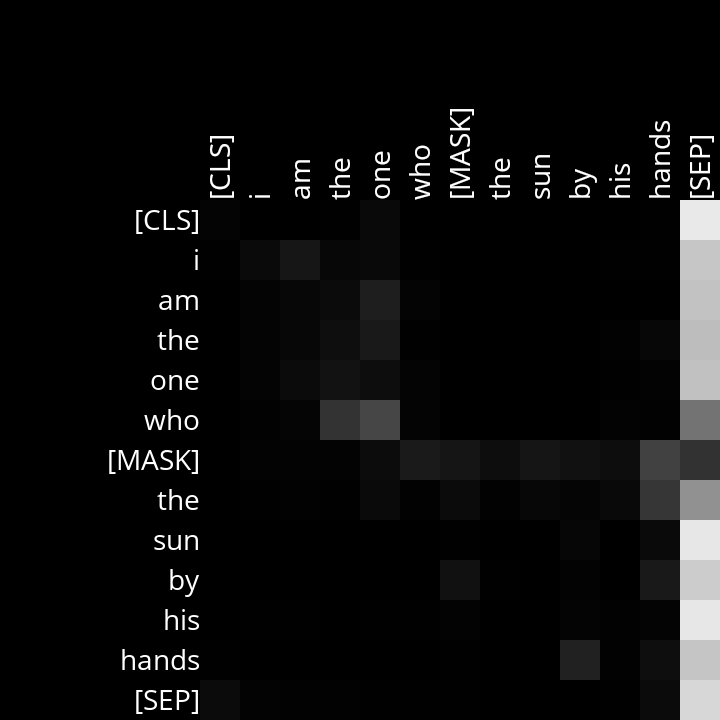 [CLS] i am the one who [MASK] the sun by his hands [SEP]
[CLS]
i
am
the
one
who
[MASK]
the
sun
by
his
hands
[SEP]